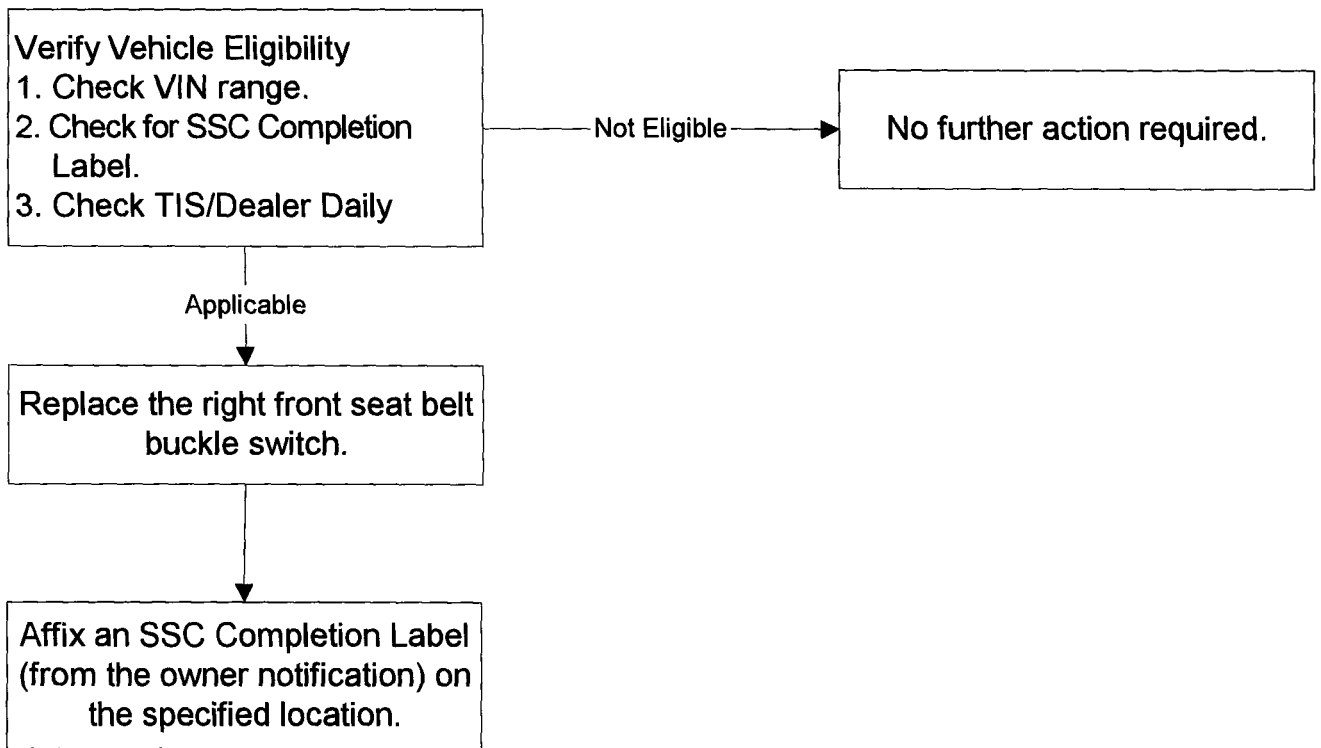 Verify Vehicle Eligibility
1. Check VIN range.
2. Check for SSC Completion
Label.
3. Check TIS/Dealer Daily
Not Eligible
No further action required.
Applicable
Replace the right front seat belt
buckle switch.
Affix an SSC Completion Label
(from the owner notification) on
the specified location.